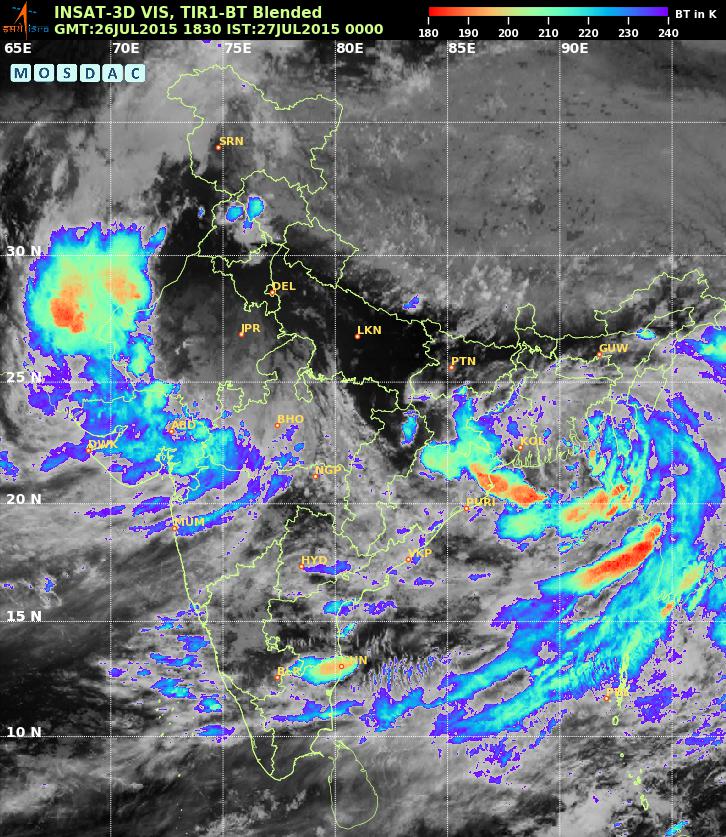 INSAT-3D VIS, TIR1-BT Blended
GMT:26JUL2015 1830 IST:27JUL2015 0000
BT in K
180 190 200 210 220 230 240
65E 70E 75E 80E 85E 90E
M O S D A C
SRN
30 N
DEL
JPR
LKN
GUW
PTN
25 N
BHO
ABD
DWK
KOL
NGP
20 N
PURI
MUM
VKP
HYD
15 N
BLR
10 N